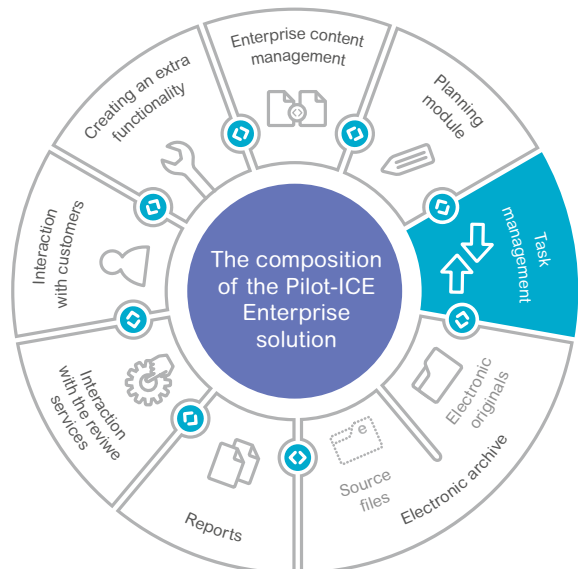 Enterprise content
management
Planning
module
Task
management
Electronic
originals
Electronic archive
Source
files
Reports
Interaction
with the reviwe
services
Interaction
with customers
Creating an extra
functionality
The composition
of the Pilot-ICE
Enterprise
solution
e